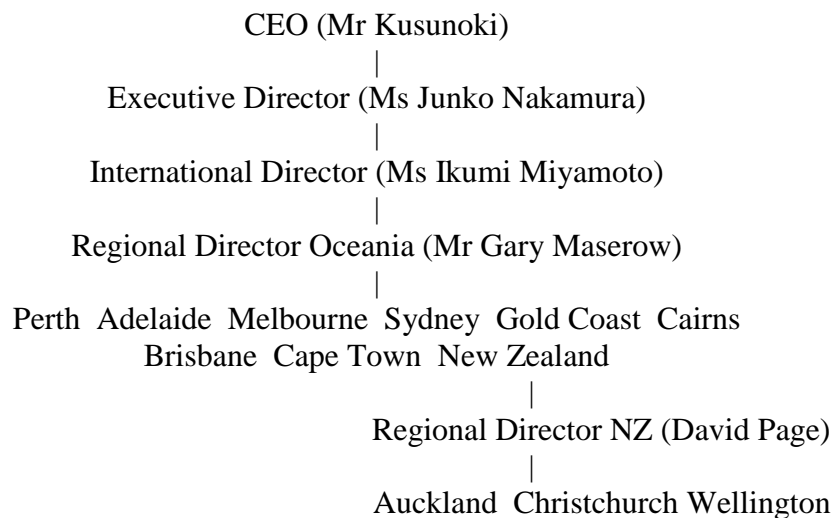 CEO (Mr Kusunoki)
|
Executive Director (Ms Junko Nakamura)
|
International Director (Ms Ikumi Miyamoto)
|
Regional Director Oceania (Mr Gary Maserow)
|
Perth Adelaide Melbourne Sydney Gold Coast Cairns
Brisbane Cape Town New Zealand
|
Regional Director NZ (David Page)
|
Auckland Christchurch Wellington